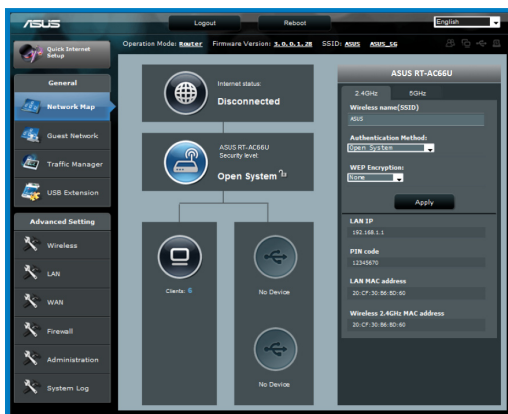 ASUS
Logout
Reboot
English
Quick Internet
Setup
Operation Mode: Router Firmware Version: 3.0.0.1.28 SSID: ASUS ASUS_5G
General
Network Map
Guest Network
Traffic Manager
USB Extension
Advanced Setting
Wireless
LAN
WAN
Firewall
Administration
System Log
Internet status:
Disconnected
ASUS RT-AC66U
Security level:
Open System
Clients: 6
No Device
No Device
ASUS RT-AC66U
2.4GHz
5GHz
Wireless name(SSID)
ASUS
Authentication Method:
Open System
WEP Encryption:
None
Apply
LAN IP
192.168.1.1
PIN code
12345670
LAN MAC address
20:CF:30:B6:8D:60
Wireless 2.4GHz MAC address
20:CF:30:B6:8D:60